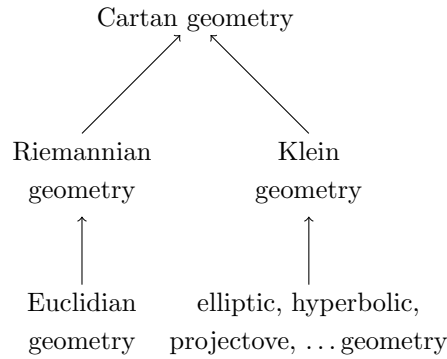 Cartan geometry
Riemannian
geometry
Klein
geometry
Euclidian
geometry
elliptic, hyperbolic,
projectove, … geometry